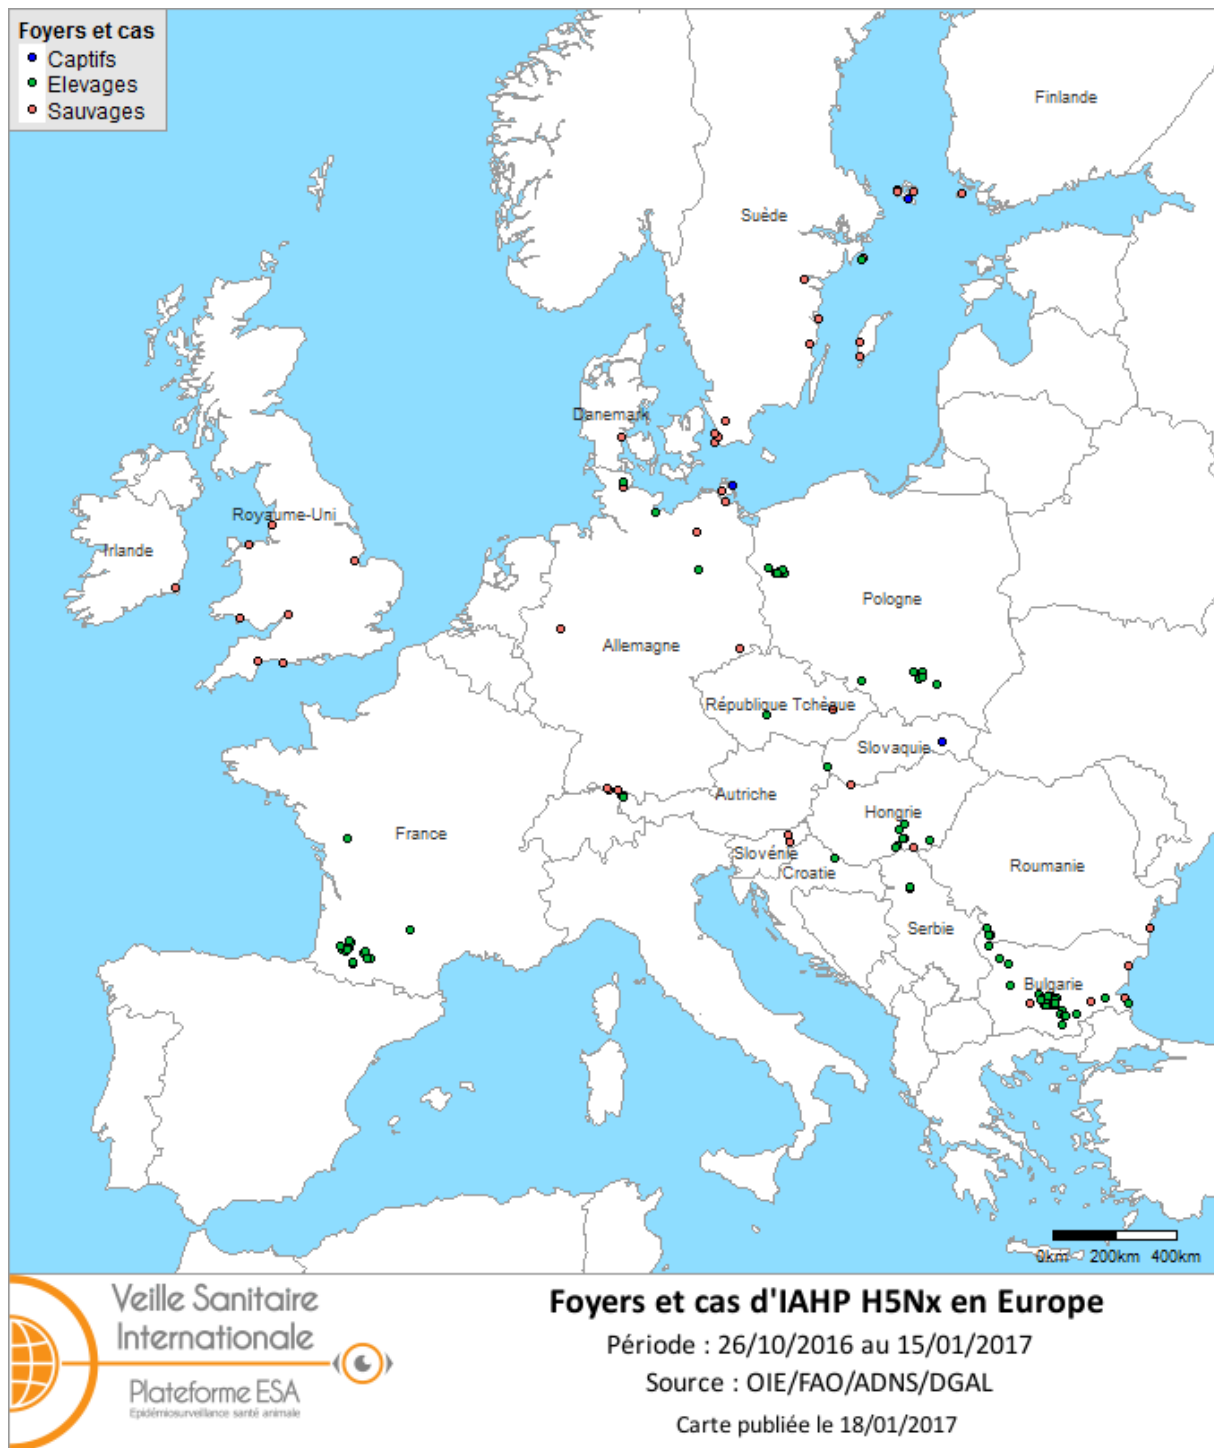 Foyers et cas
Captifs
Elevages
Sauvages
Finlande
Suède
Danemark
Royaume-Uni
Irlande
Pologne
Allemagne
République Tchèque
Slovaquie
Autriche
Hongrie
France
Slovénie
Croatie
Roumanie
Serbie
Bulgarie
0km 200km 400km
Veille Sanitaire
Internationale
Plateforme ESA
Epidémiosurveillance santé animale
Foyers et cas d'IAHP H5Nx en Europe
Période : 26/10/2016 au 15/01/2017
Source : OIE/FAO/ADNS/DGAL
Carte publiée le 18/01/2017